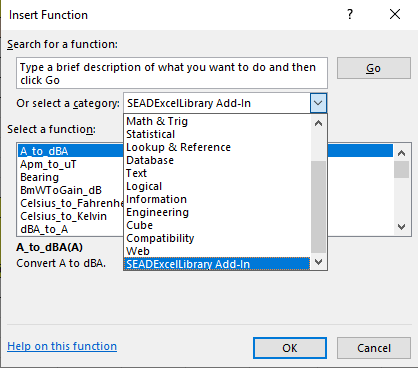 Insert Function
?
Search for a function:
Type a brief description of what you want to do and then
click Go
Go
Or select a category:
SEADExcelLibrary Add-In
Math & Trig
Statistical
Lookup & Reference
Database
Text
Logical
Information
Engineering
Cube
Compatibility
Web
SEADExcelLibrary Add-In
Select a function:
A_to_dBA
Apm_to_uT
Bearing
BmWToGain_dB
Celsius_to_Fahrenhe
Celsius_to_Kelvin
dBA_to_A
A_to_dBA(A)
Convert A to dBA.
Help on this function
OK
Cancel